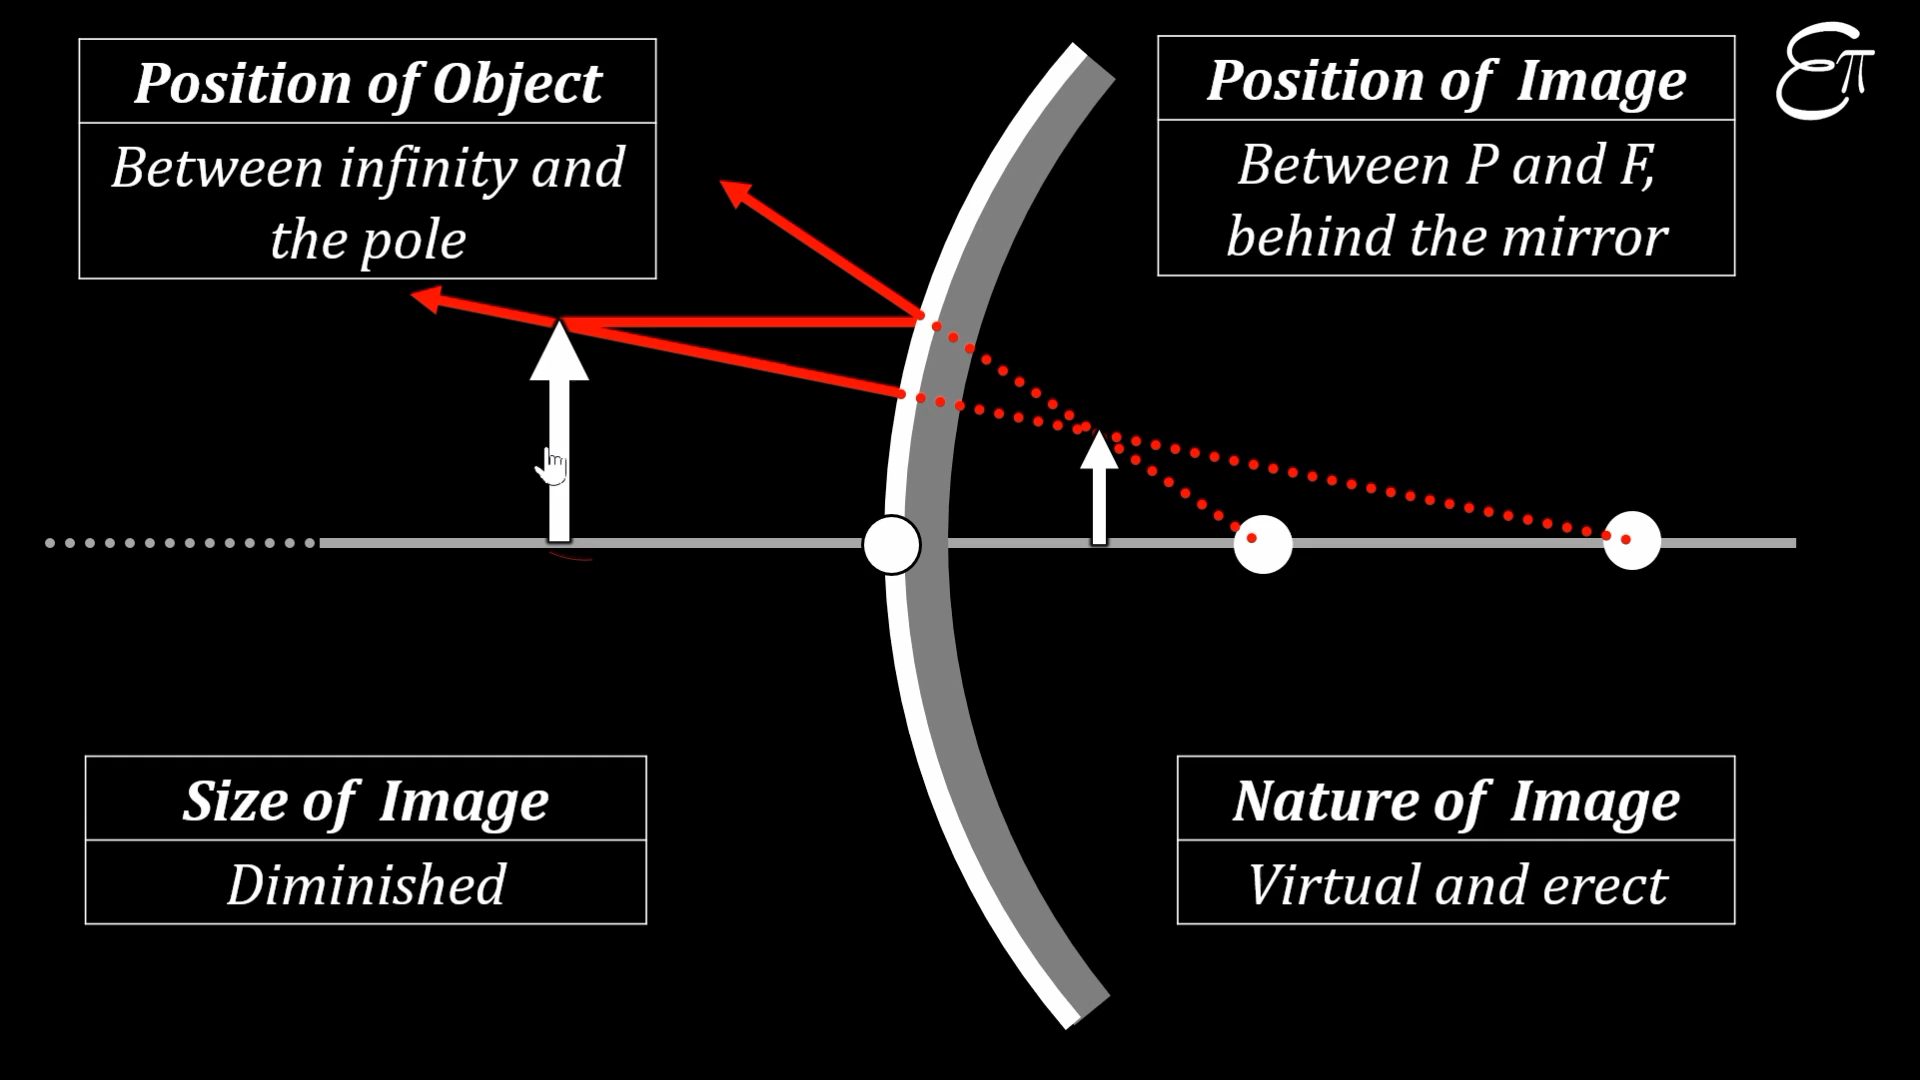 Position of Object
Between infinity and
the pole
Position of Image
Between P and F,
behind the mirror
Eπ
Size of Image
Diminished
Nature of Image
Virtual and erect